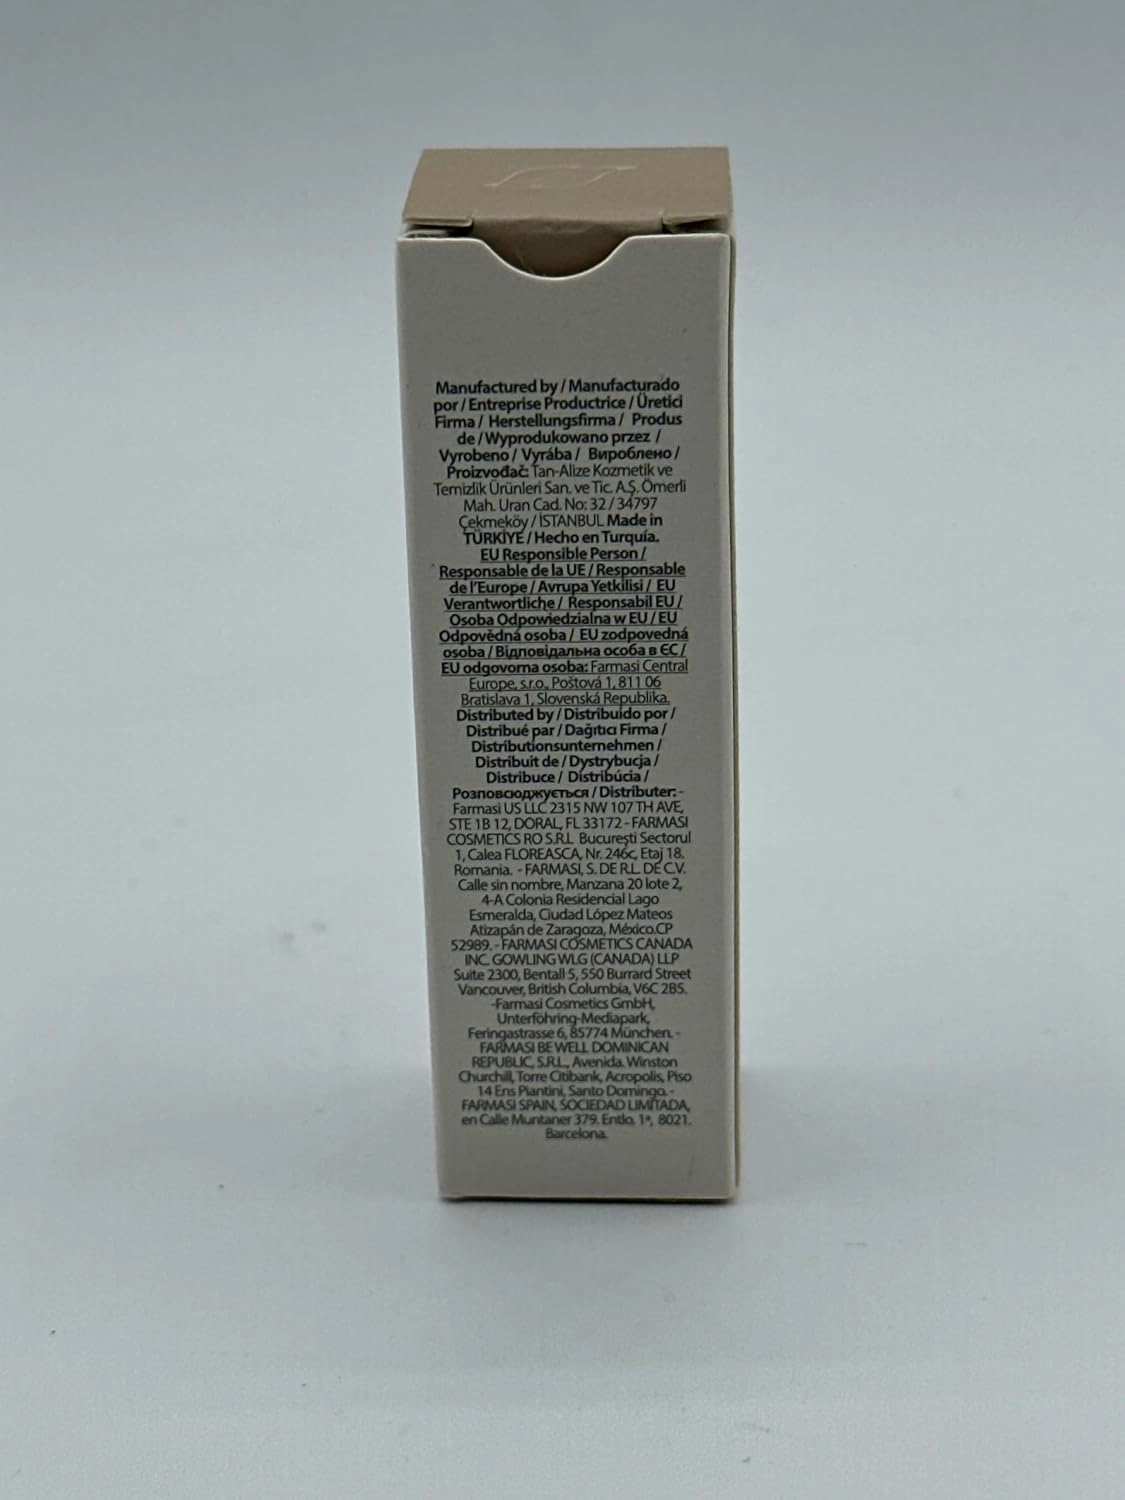 Manufactured by / Manufacturado
por / Entreprise Productrice / Üretici
Firma / Herstellungsfirma / Produs
de / Wyprodukowano przez /
Vyrobeno / Vyrába / Вироблено /
Proizvođač: Tan-Alize Kozmetik ve
Temizlik Ürünleri San. ve Tic. A.Ş. Ömerli
Mah. Uran Cad. No: 32 / 34797
Çekmeköy / İSTANBUL Made in
TÜRKİYE / Hecho en Turquía.
EU Responsible Person /
Responsable de la UE / Responsable
de l'Europe / Avrupa Yetkilisi / EU
Verantwortliche / Responsabil EU /
Osoba Odpowiedzialna w EU / EU
Odpovědná osoba / EU zodpovedná
osoba / Відповідальна особа в ЄС /
EU odgovorna osoba: Farmasi Central
Europe, s.r.o., Poštová 1, 811 06
Bratislava 1, Slovenská Republika.
Distributed by / Distribuído por /
Distribué par / Dağıtıcı Firma /
Distributionsunternehmen /
Distribuit de / Dystrybucja /
Distribuce / Distribúcia /
Розповсюджується / Distributer: -
Farmasi US LLC 2315 NW 107 TH AVE,
STE 1B 12, DORAL, FL 33172 - FARMASI
COSMETICS RO S.R.L Bucureşti Sectorul
1, Calea FLOREASCA, Nr. 246c, Etaj 18.
Romania. - FARMASI, S. DE R.L. DE C.V.
Calle sin nombre, Manzana 20 lote 2,
4-A Colonia Residencial Lago
Esmeralda, Ciudad López Mateos
Atizapán de Zaragoza, México.CP
52989. - FARMASI COSMETICS CANADA
INC. GOWLING WLG (CANADA) LLP
Suite 2300, Bentall 5, 550 Burrard Street
Vancouver, British Columbia, V6C 2B5.
-Farmasi Cosmetics GmbH,
Unterföhring-Mediapark,
Feringastrasse 6, 85774 München. -
FARMASI BE WELL DOMINICAN
REPUBLIC, S.R.L., Avenida. Winston
Churchill, Torre Citibank, Acropolis, Piso
14 Ens Piantini, Santo Domingo. -
FARMASI SPAIN, SOCIEDAD LIMITADA,
en Calle Muntaner 379. Entlo. 1ª, 8021.
Barcelona.